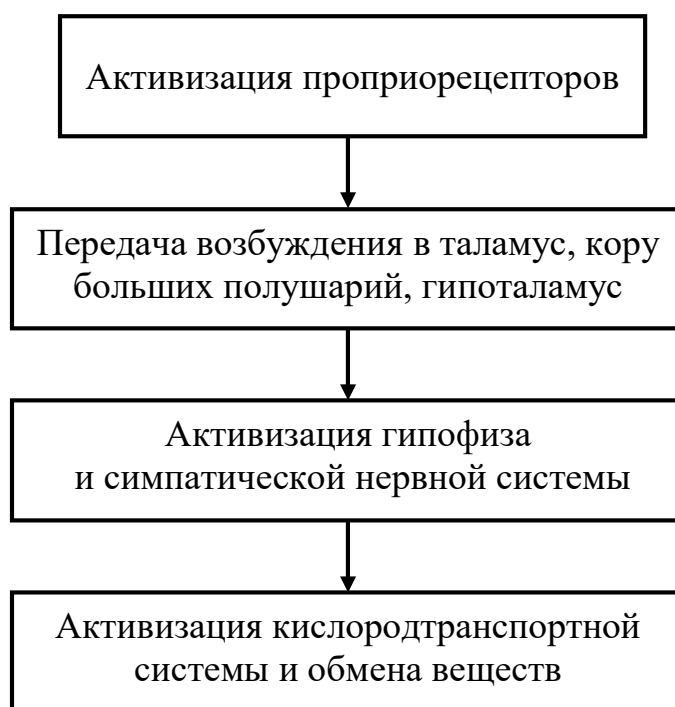 Активизация проприорецепторов
Передача возбуждения в таламус, кору
больших полушарий, гипоталамус
Активизация гипофиза
и симпатической нервной системы
Активизация кислородтранспортной
системы и обмена веществ